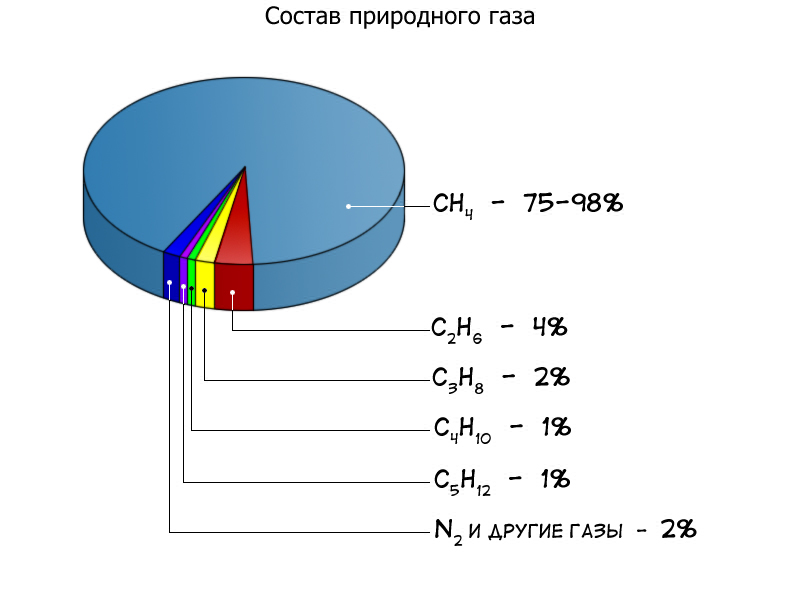 Состав природного газа
CH₄ - 75-98%
C₂H₆ - 4%
C₃H₈ - 2%
C₄H₁₀ - 1%
C₅H₁₂ - 1%
N₂ И ДРУГИЕ ГАЗЫ - 2%